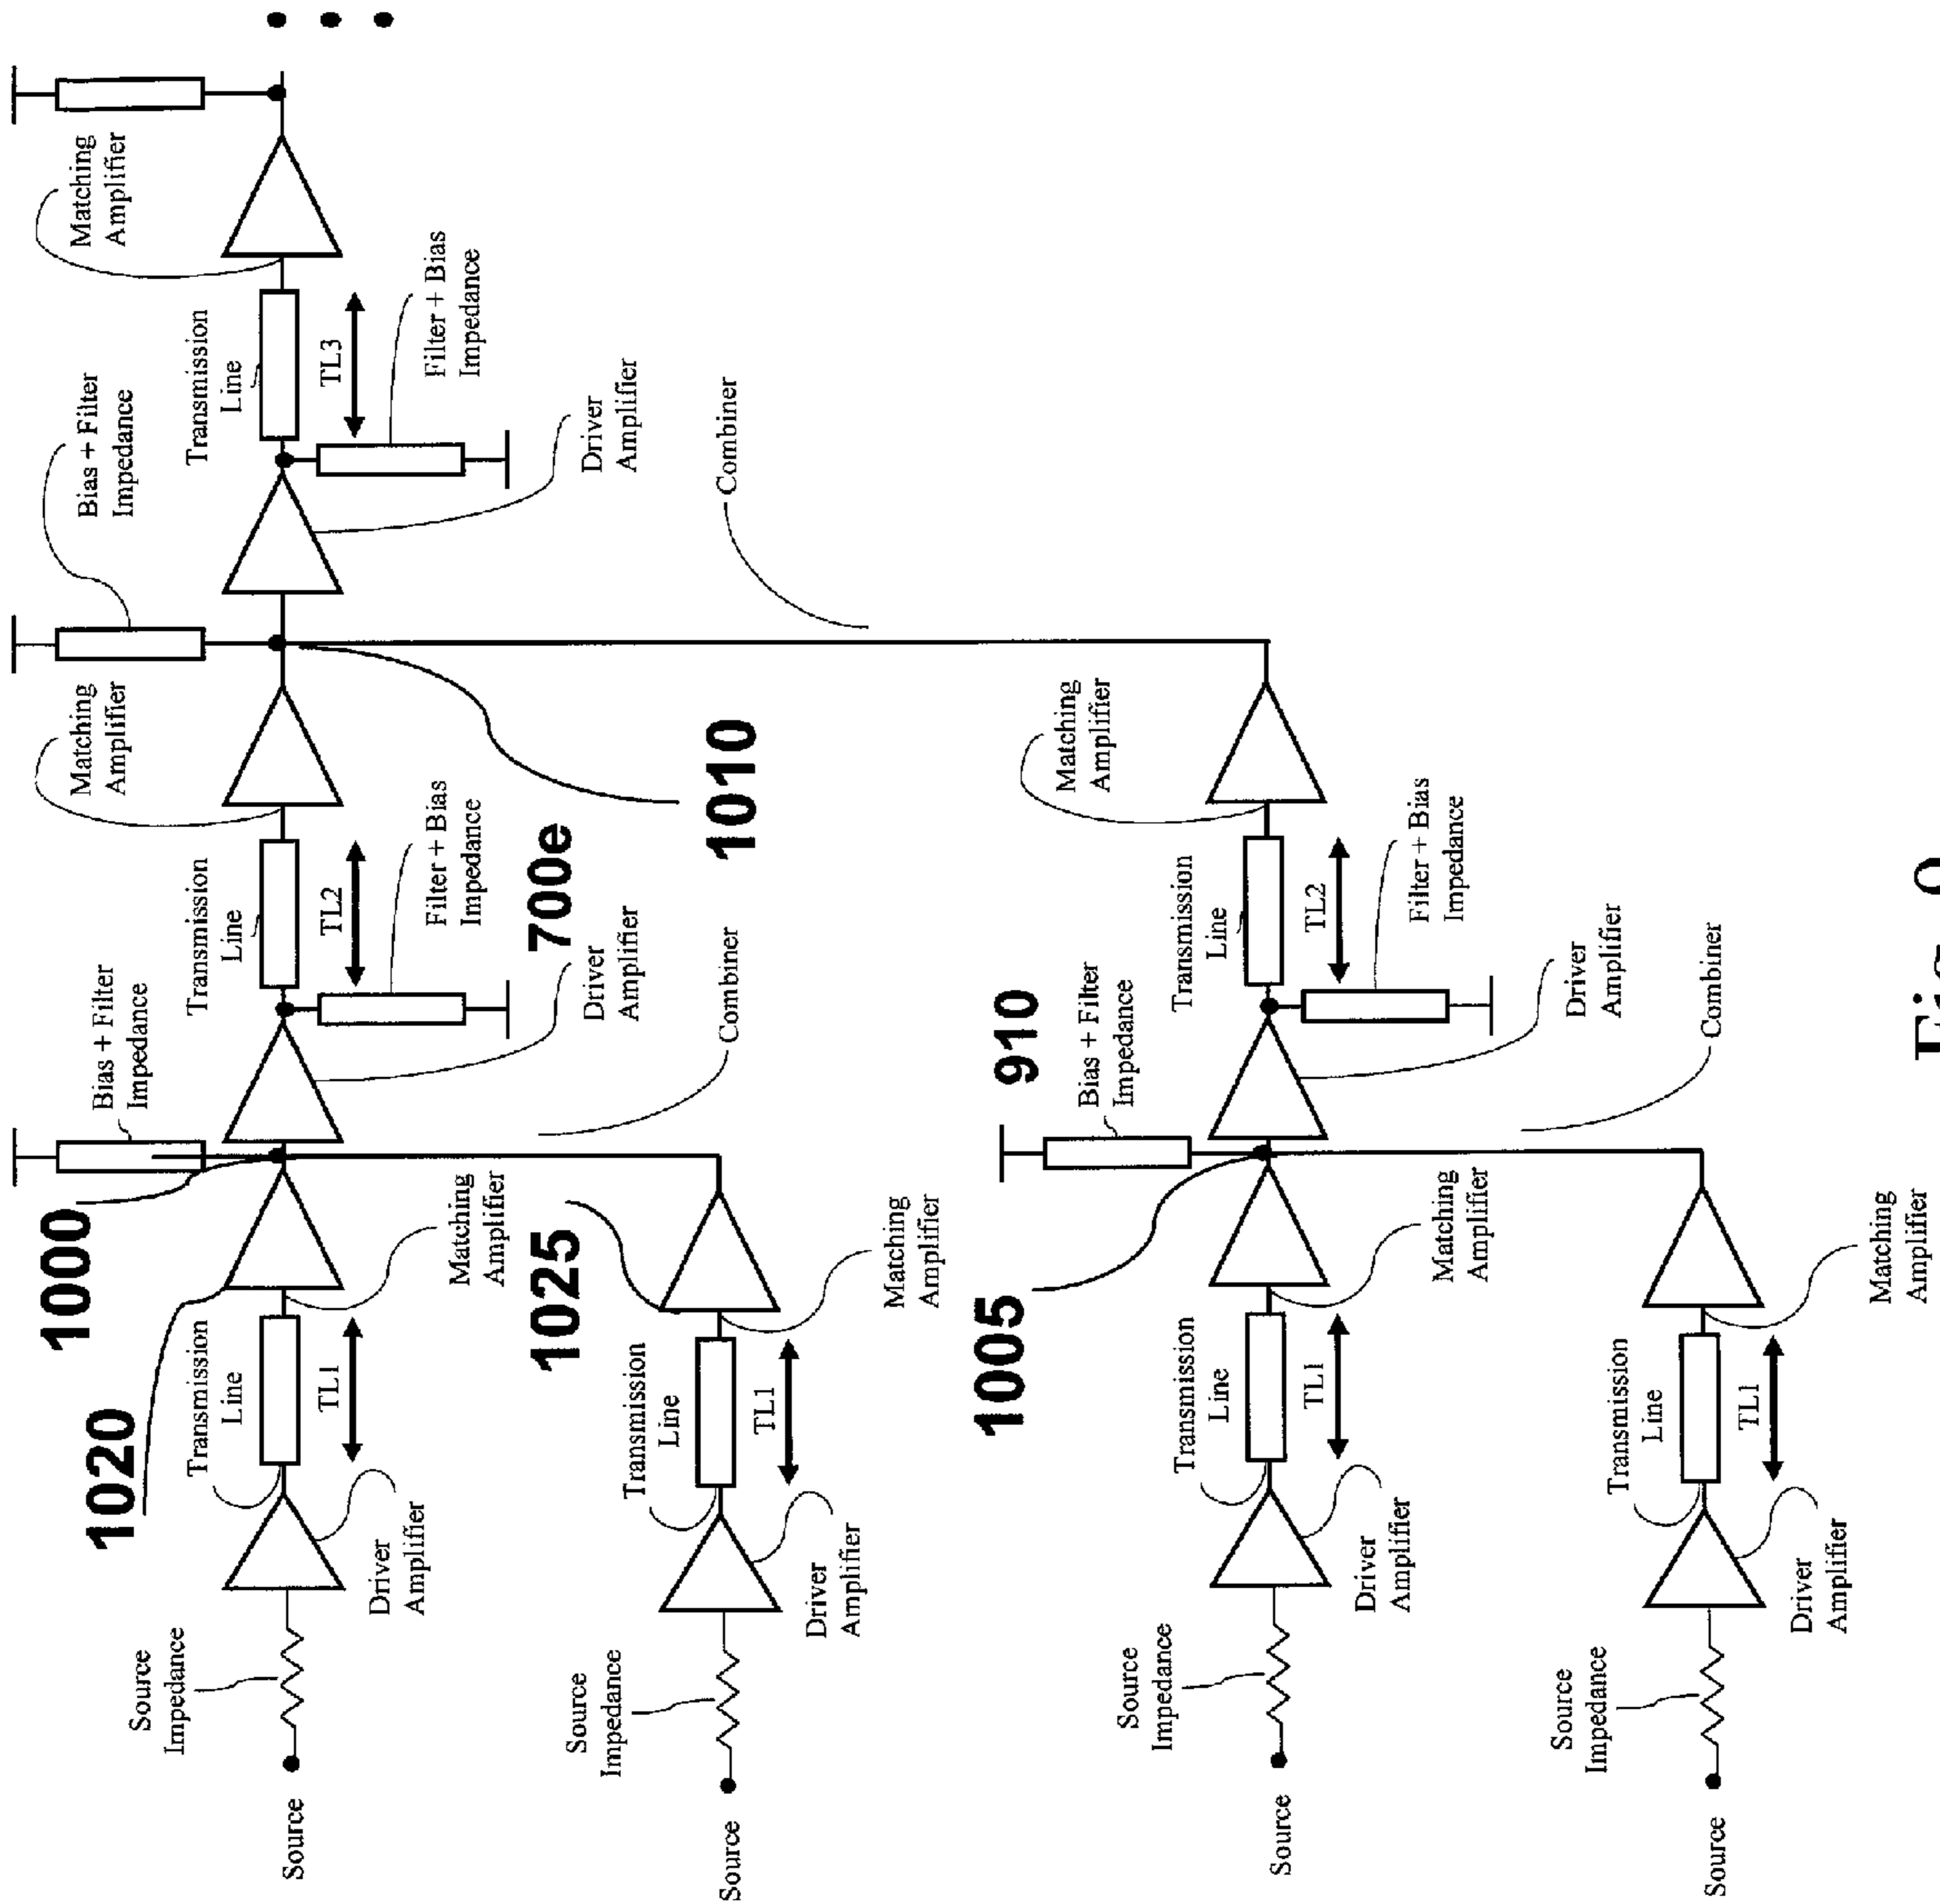 Bias + Filter
Impedance
Bias + Filter
Impedance
Matching
Amplifier
Matching
Amplifier
1000
1020
Source
Impedance
Transmission
Line
Transmission
Line
Transmission
Line
Source
TL1
TL2
TL3
Driver
Amplifier
Matching
Amplifier
Filter + Bias
Impedance
Filter + Bias
Impedance
1025
700e
Driver
Amplifier
Driver
Amplifier
Source
Impedance
Transmission
Line
Combiner
1010
Combiner
Source
TL1
Driver
Amplifier
Matching
Amplifier
1005
910
Bias + Filter
Impedance
Matching
Amplifier
Source
Impedance
Transmission
Line
Transmission
Line
Source
TL1
TL2
Driver
Amplifier
Matching
Amplifier
Filter + Bias
Impedance
Driver
Amplifier
Source
Impedance
Transmission
Line
Combiner
Source
TL1
Driver
Amplifier
Matching
Amplifier
Fig.